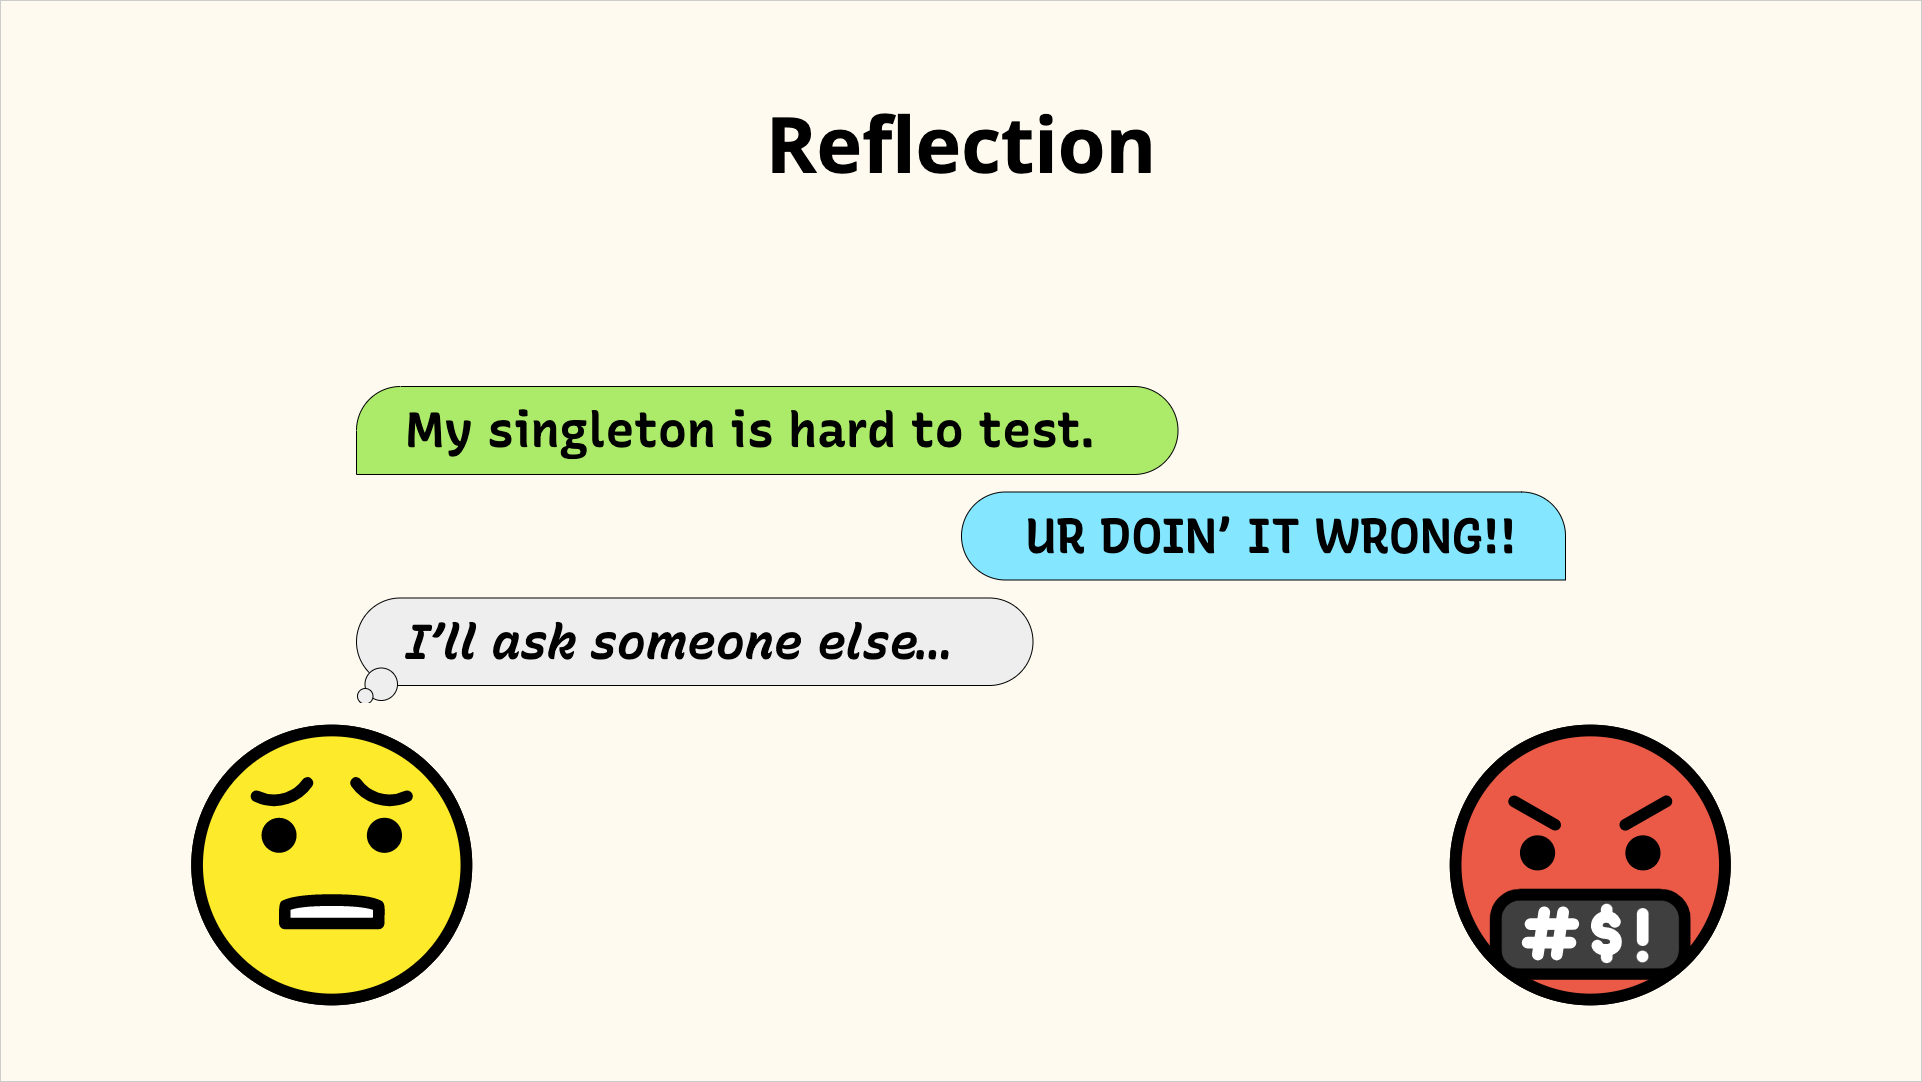 Reflection
My singleton is hard to test.
UR DOIN’ IT WRONG!!
I’ll ask someone else...
#$!